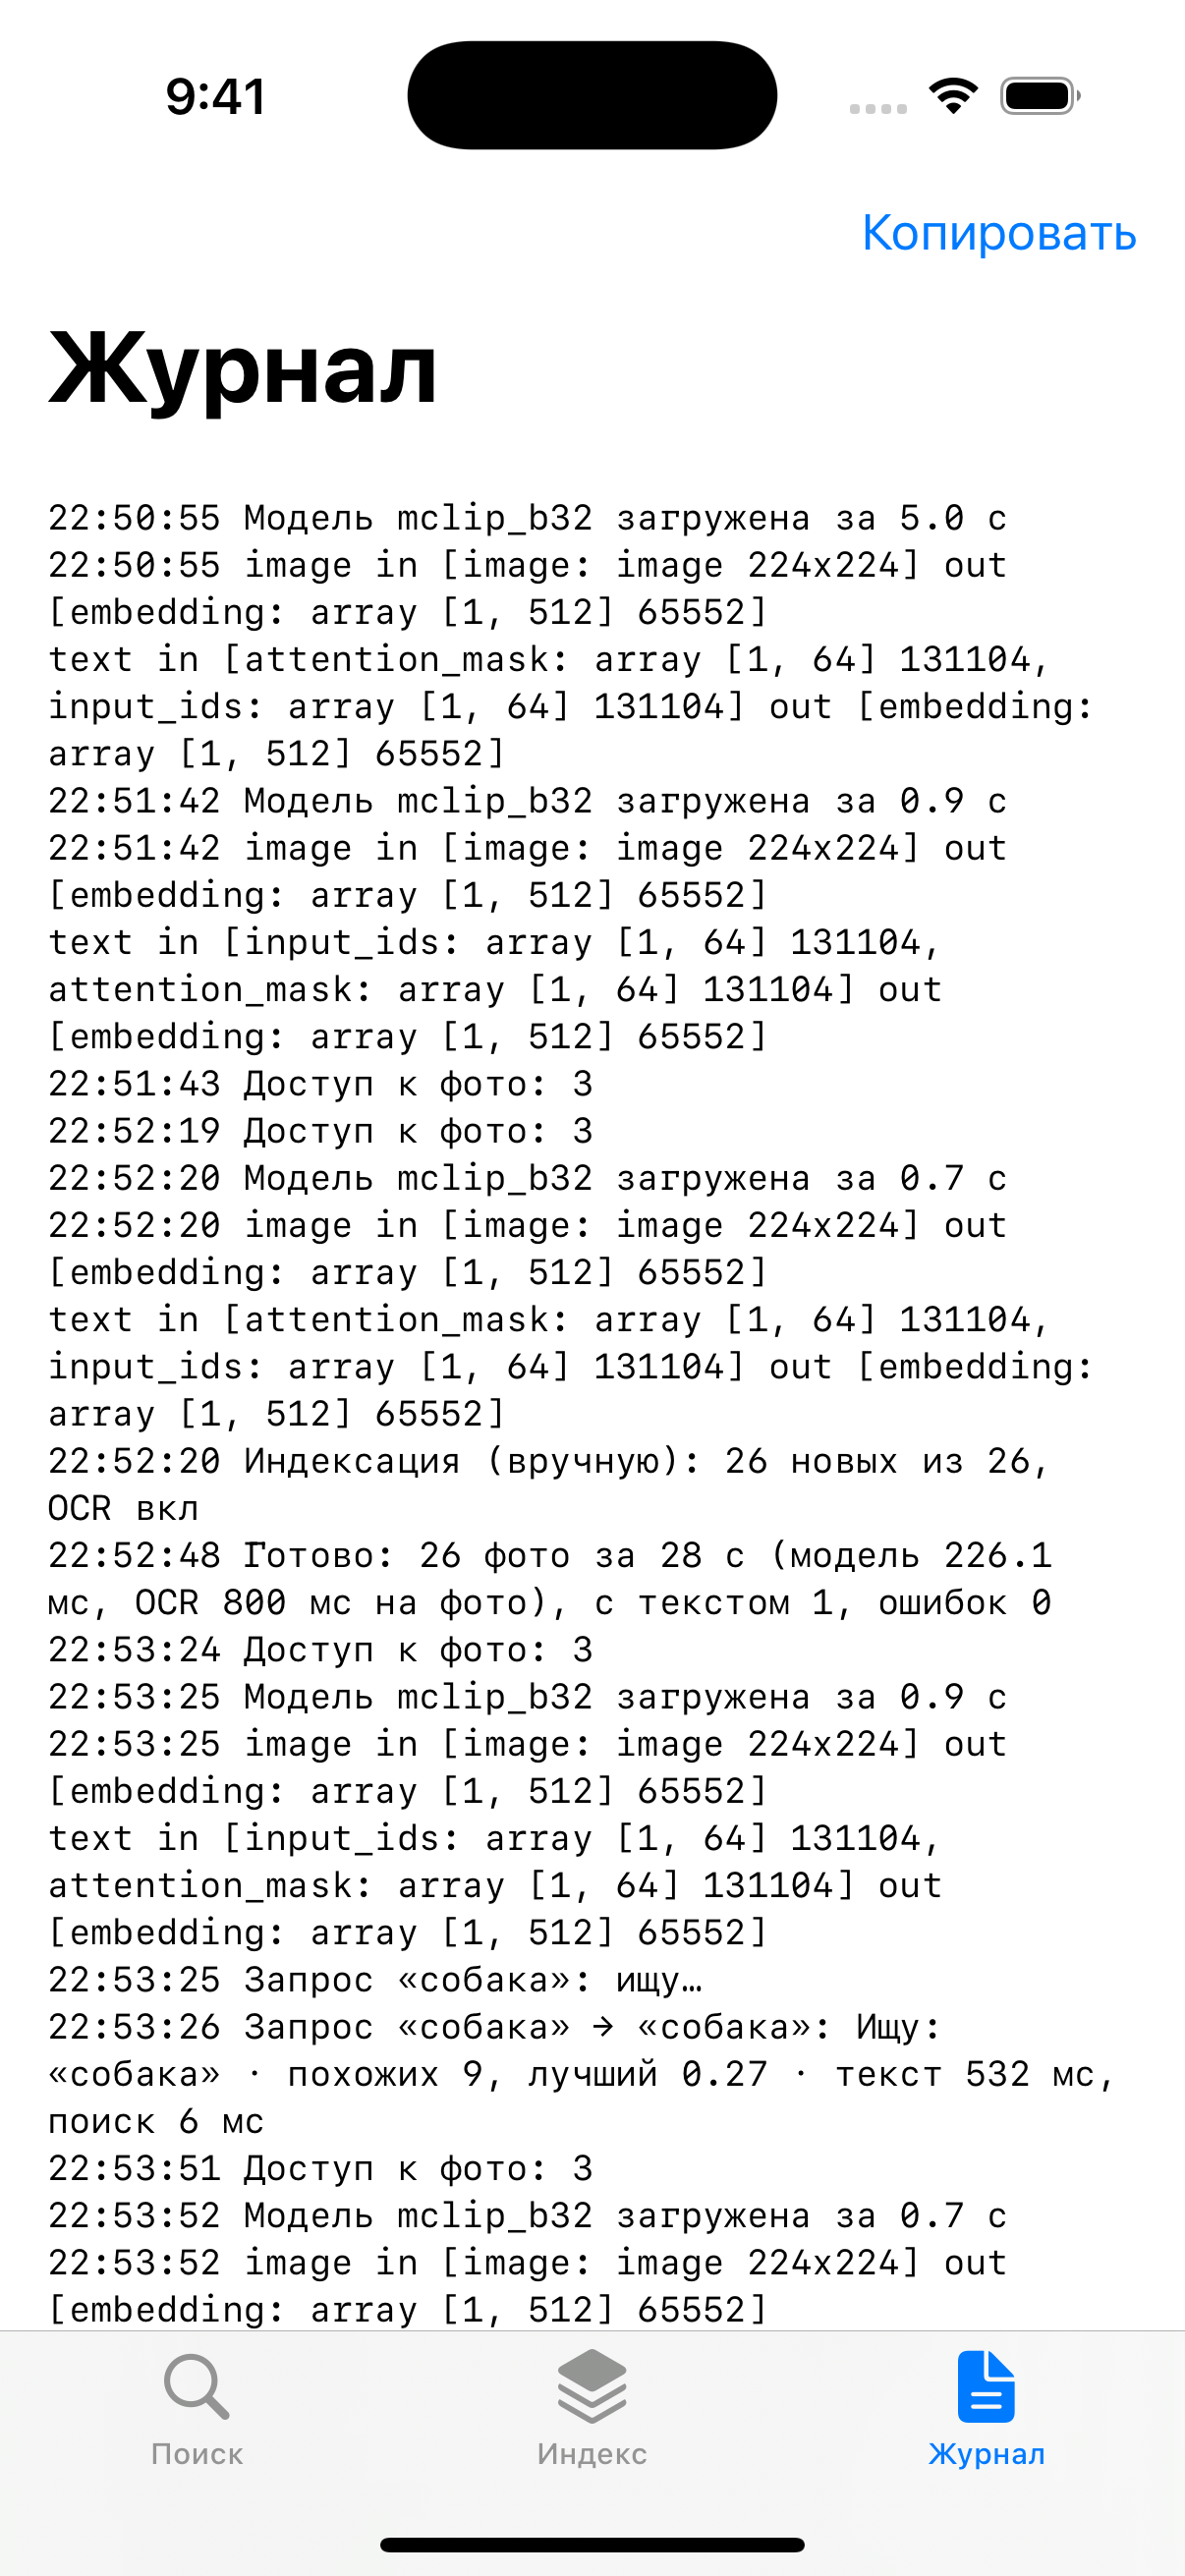 9:41
Копировать
Журнал
22:50:55 Модель mclip_b32 загружена за 5.0 с
22:50:55 image in [image: image 224x224] out
[embedding: array [1, 512] 65552]
text in [attention_mask: array [1, 64] 131104,
input_ids: array [1, 64] 131104] out [embedding:
array [1, 512] 65552]
22:51:42 Модель mclip_b32 загружена за 0.9 с
22:51:42 image in [image: image 224x224] out
[embedding: array [1, 512] 65552]
text in [input_ids: array [1, 64] 131104,
attention_mask: array [1, 64] 131104] out
[embedding: array [1, 512] 65552]
22:51:43 Доступ к фото: 3
22:52:19 Доступ к фото: 3
22:52:20 Модель mclip_b32 загружена за 0.7 с
22:52:20 image in [image: image 224x224] out
[embedding: array [1, 512] 65552]
text in [attention_mask: array [1, 64] 131104,
input_ids: array [1, 64] 131104] out [embedding:
array [1, 512] 65552]
22:52:20 Индексация (вручную): 26 новых из 26,
OCR вкл
22:52:48 Готово: 26 фото за 28 с (модель 226.1
мс, OCR 800 мс на фото), с текстом 1, ошибок 0
22:53:24 Доступ к фото: 3
22:53:25 Модель mclip_b32 загружена за 0.9 с
22:53:25 image in [image: image 224x224] out
[embedding: array [1, 512] 65552]
text in [input_ids: array [1, 64] 131104,
attention_mask: array [1, 64] 131104] out
[embedding: array [1, 512] 65552]
22:53:25 Запрос «собака»: ищу…
22:53:26 Запрос «собака» → «собака»: Ищу:
«собака» · похожих 9, лучший 0.27 · текст 532 мс,
поиск 6 мс
22:53:51 Доступ к фото: 3
22:53:52 Модель mclip_b32 загружена за 0.7 с
22:53:52 image in [image: image 224x224] out
[embedding: array [1, 512] 65552]
Поиск
Индекс
Журнал